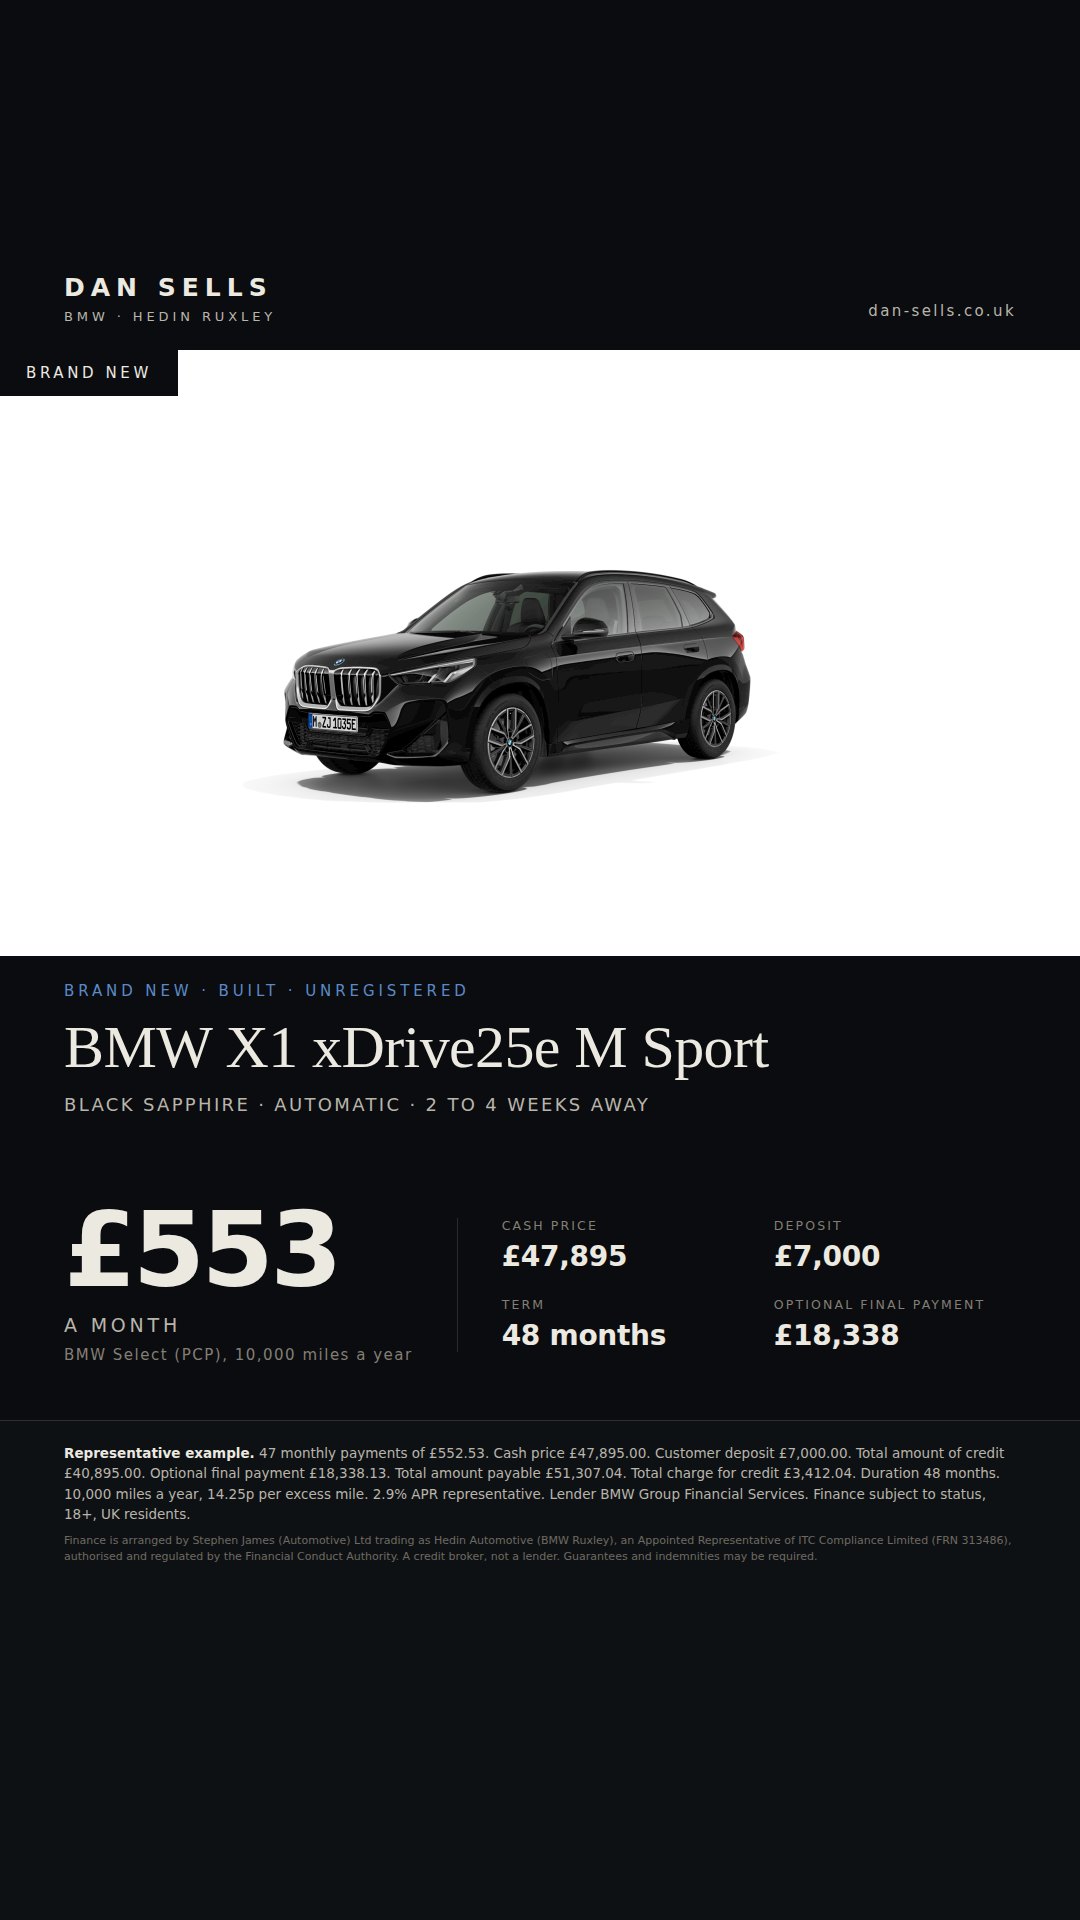 DAN SELLS
BMW · HEDIN RUXLEY
dan-sells.co.uk
BRAND NEW
M ZJ 1035E
BRAND NEW · BUILT · UNREGISTERED
BMW X1 xDrive25e M Sport
BLACK SAPPHIRE · AUTOMATIC · 2 TO 4 WEEKS AWAY
£553
A MONTH
BMW Select (PCP), 10,000 miles a year
CASH PRICE
£47,895
DEPOSIT
£7,000
TERM
48 months
OPTIONAL FINAL PAYMENT
£18,338
Representative example. 47 monthly payments of £552.53. Cash price £47,895.00. Customer deposit £7,000.00. Total amount of credit
£40,895.00. Optional final payment £18,338.13. Total amount payable £51,307.04. Total charge for credit £3,412.04. Duration 48 months.
10,000 miles a year, 14.25p per excess mile. 2.9% APR representative. Lender BMW Group Financial Services. Finance subject to status,
18+, UK residents.
Finance is arranged by Stephen James (Automotive) Ltd trading as Hedin Automotive (BMW Ruxley), an Appointed Representative of ITC Compliance Limited (FRN 313486),
authorised and regulated by the Financial Conduct Authority. A credit broker, not a lender. Guarantees and indemnities may be required.